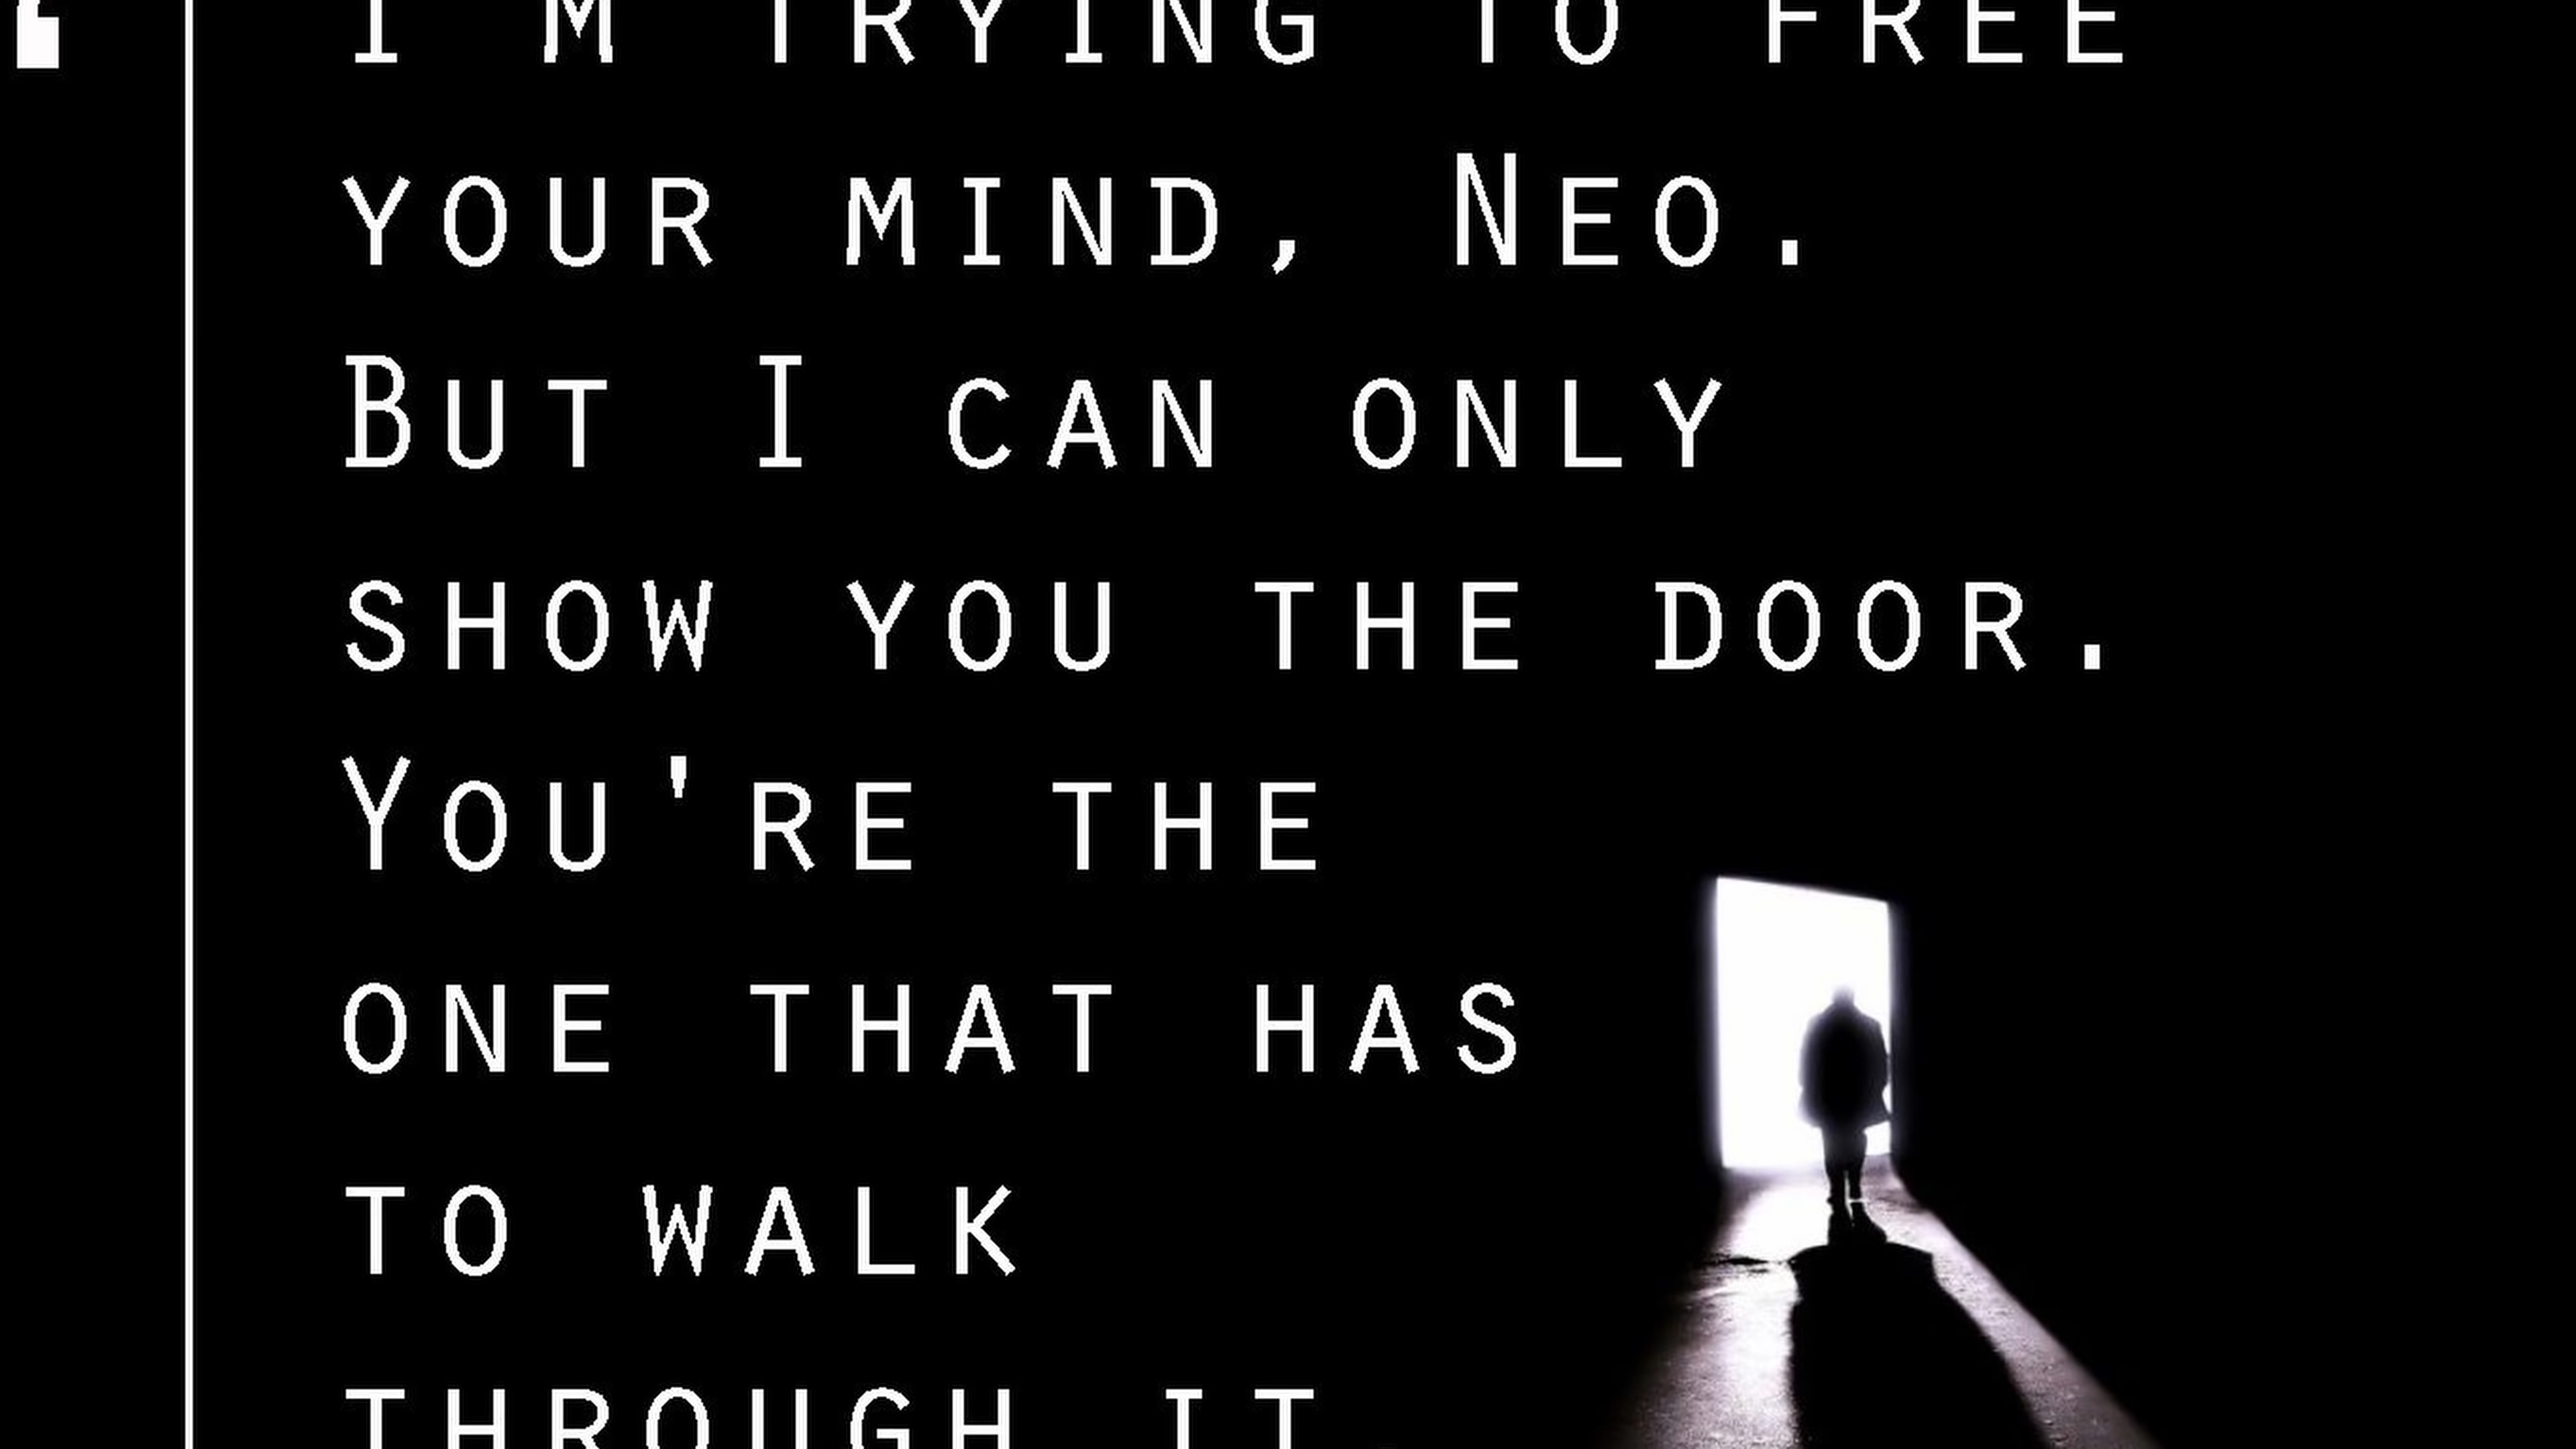 I'M TRYING TO FREE
YOUR MIND, NEO.
BUT I CAN ONLY
SHOW YOU THE DOOR.
YOU'RE THE
ONE THAT HAS
TO WALK
THROUGH IT.